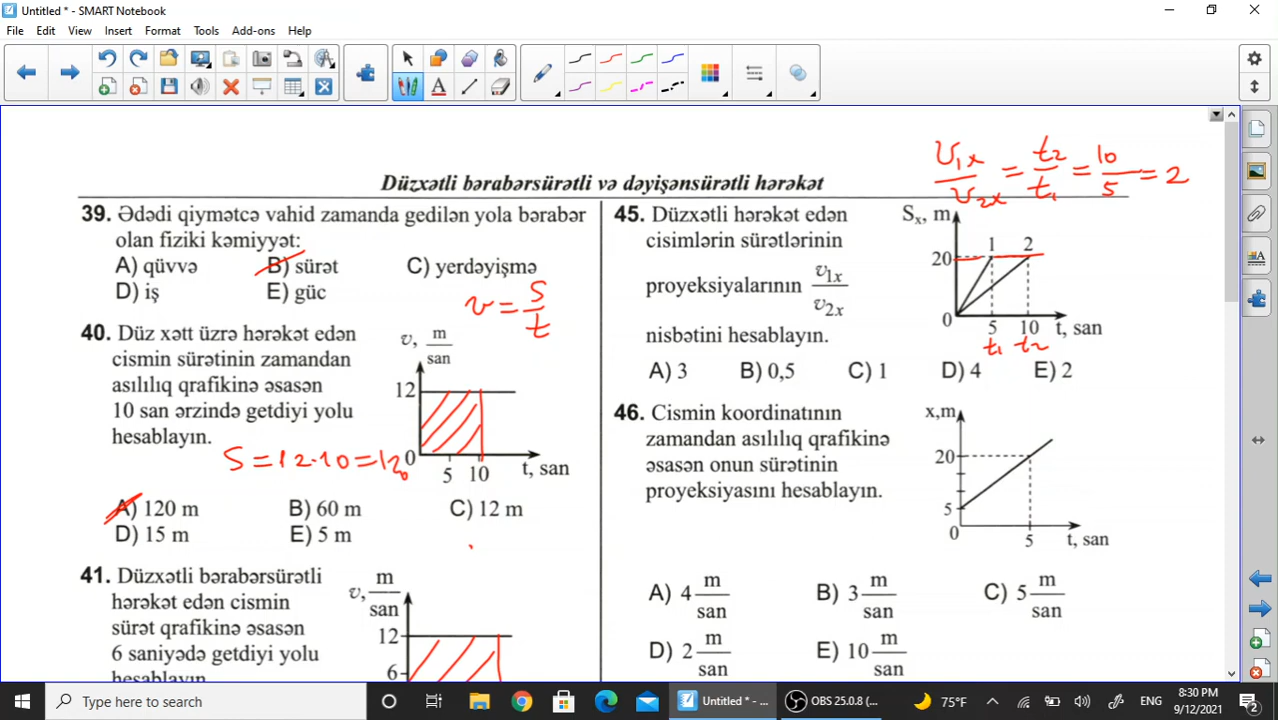 Untitled * - SMART Notebook
File Edit View Insert Format Tools Add-ons Help
Düzxətli bərabərsürətli və dəyişənsürətli hərəkət
39. Ədədi qiymətcə vahid zamanda gedilən yola bərabər
olan fiziki kəmiyyət:
A) qüvvə B) sürət C) yerdəyişmə
D) iş E) güc
v = S/t
40. Düz xətt üzrə hərəkət edən
cismin sürətinin zamandan
asılılıq qrafikinə əsasən
10 san ərzində getdiyi yolu
hesablayın.
v, m/san
12
0
5 10 t, san
S = 12·10 = 120
A) 120 m B) 60 m C) 12 m
D) 15 m E) 5 m
41. Düzxətli bərabərsürətli
hərəkət edən cismin
sürət qrafikinə əsasən
6 saniyədə getdiyi yolu
hesablayın.
v, m/san
12
6
υ1x/υ2x = t2/t1 = 10/5 = 2
45. Düzxətli hərəkət edən
cisimlərin sürətlərinin
proyeksiyalarının v1x/v2x
nisbətini hesablayın.
Sx, m
1 2
20
0
5 10 t, san
t1 t2
A) 3 B) 0,5 C) 1 D) 4 E) 2
46. Cismin koordinatının
zamandan asılılıq qrafikinə
əsasən onun sürətinin
proyeksiyasını hesablayın.
x,m
20
5
0
5 t, san
A) 4 m/san B) 3 m/san C) 5 m/san
D) 2 m/san E) 10 m/san
Type here to search
Untitled * - ...
OBS 25.0.8 (...
75°F
ENG
8:30 PM
9/12/2021
2